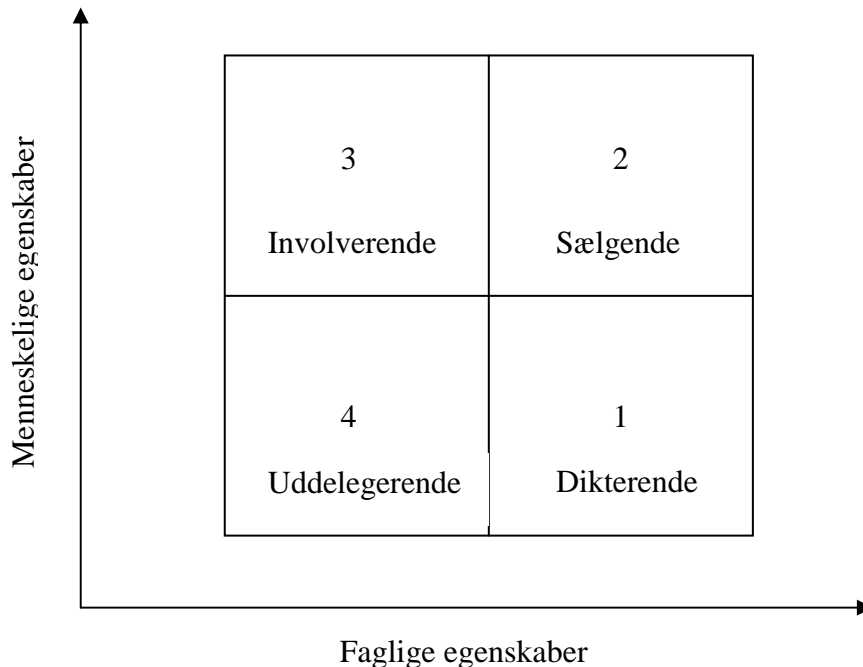 Menneskelige egenskaber
3
2
Involverende
Sælgende
4
1
Uddelegerende
Dikterende
Faglige egenskaber